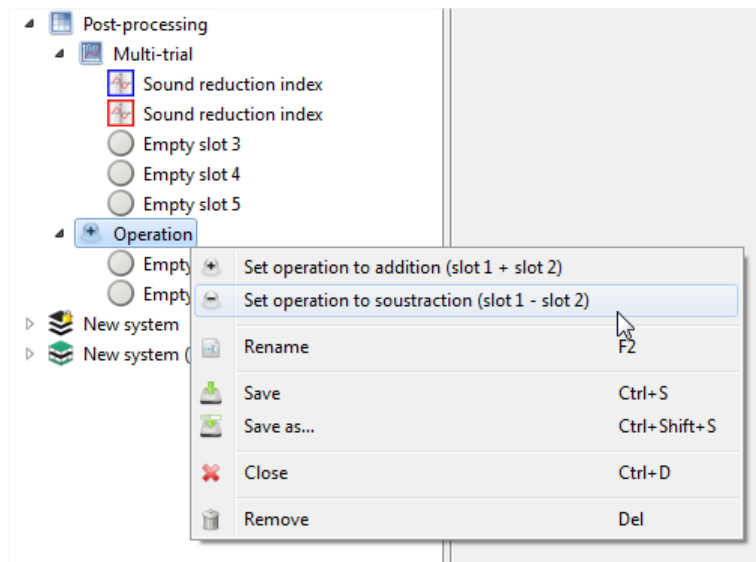 Post-processing
Multi-trial
Sound reduction index
Sound reduction index
Empty slot 3
Empty slot 4
Empty slot 5
Operation
Empty
Set operation to addition (slot 1 + slot 2)
Empty
Set operation to soustraction (slot 1 - slot 2)
New system
New system (
Rename F2
Save Ctrl+S
Save as... Ctrl+Shift+S
Close Ctrl+D
Remove Del